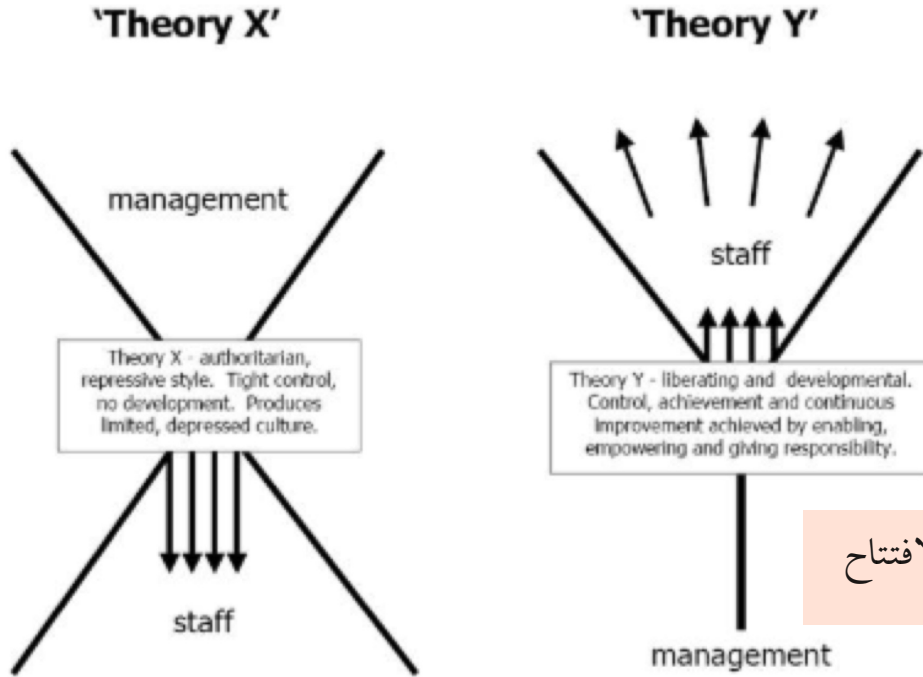 'Theory X'
management
Theory X - authoritarian,
repressive style. Tight control,
no development. Produces
limited, depressed culture.
staff
'Theory Y'
staff
Theory Y - liberating and developmental.
Control, achievement and continuous
improvement achieved by enabling,
empowering and giving responsibility.
management